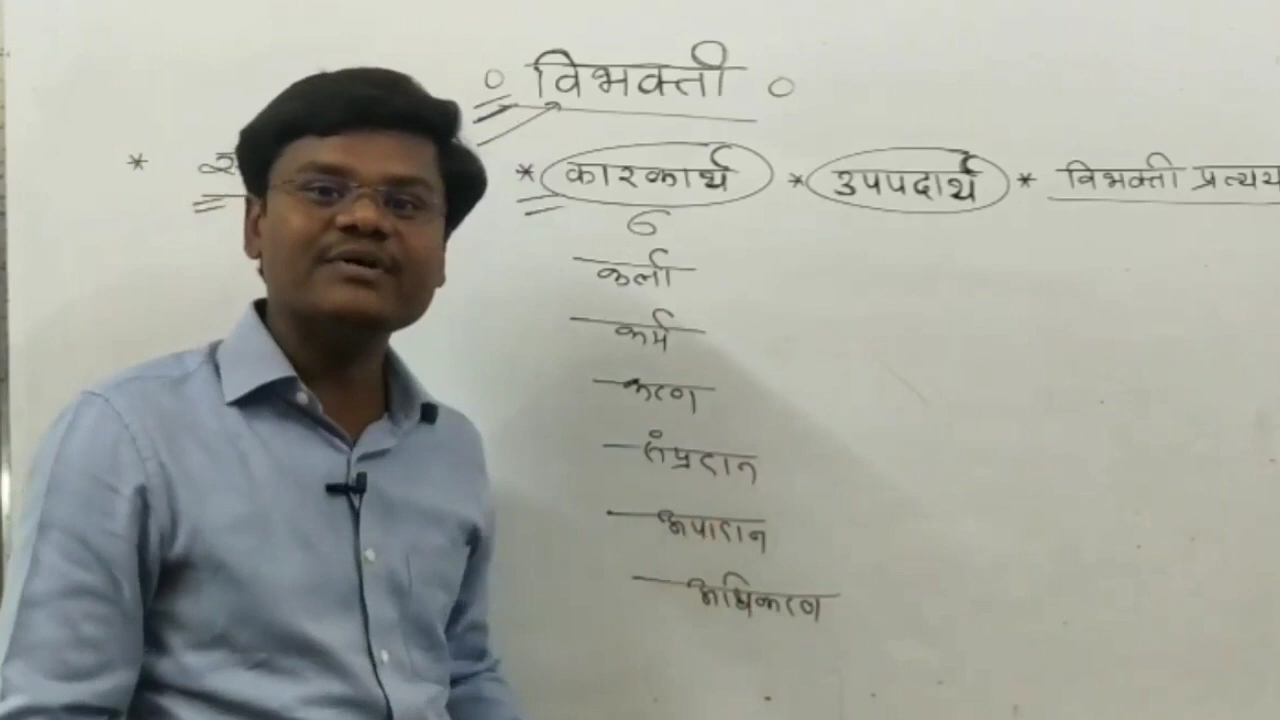 विभक्ती
* * कारकार्थ * उपपदार्थ * विभक्ती प्रत्यय
6
कर्ता
कर्म
करण
संप्रदान
अपादान
अधिकरण